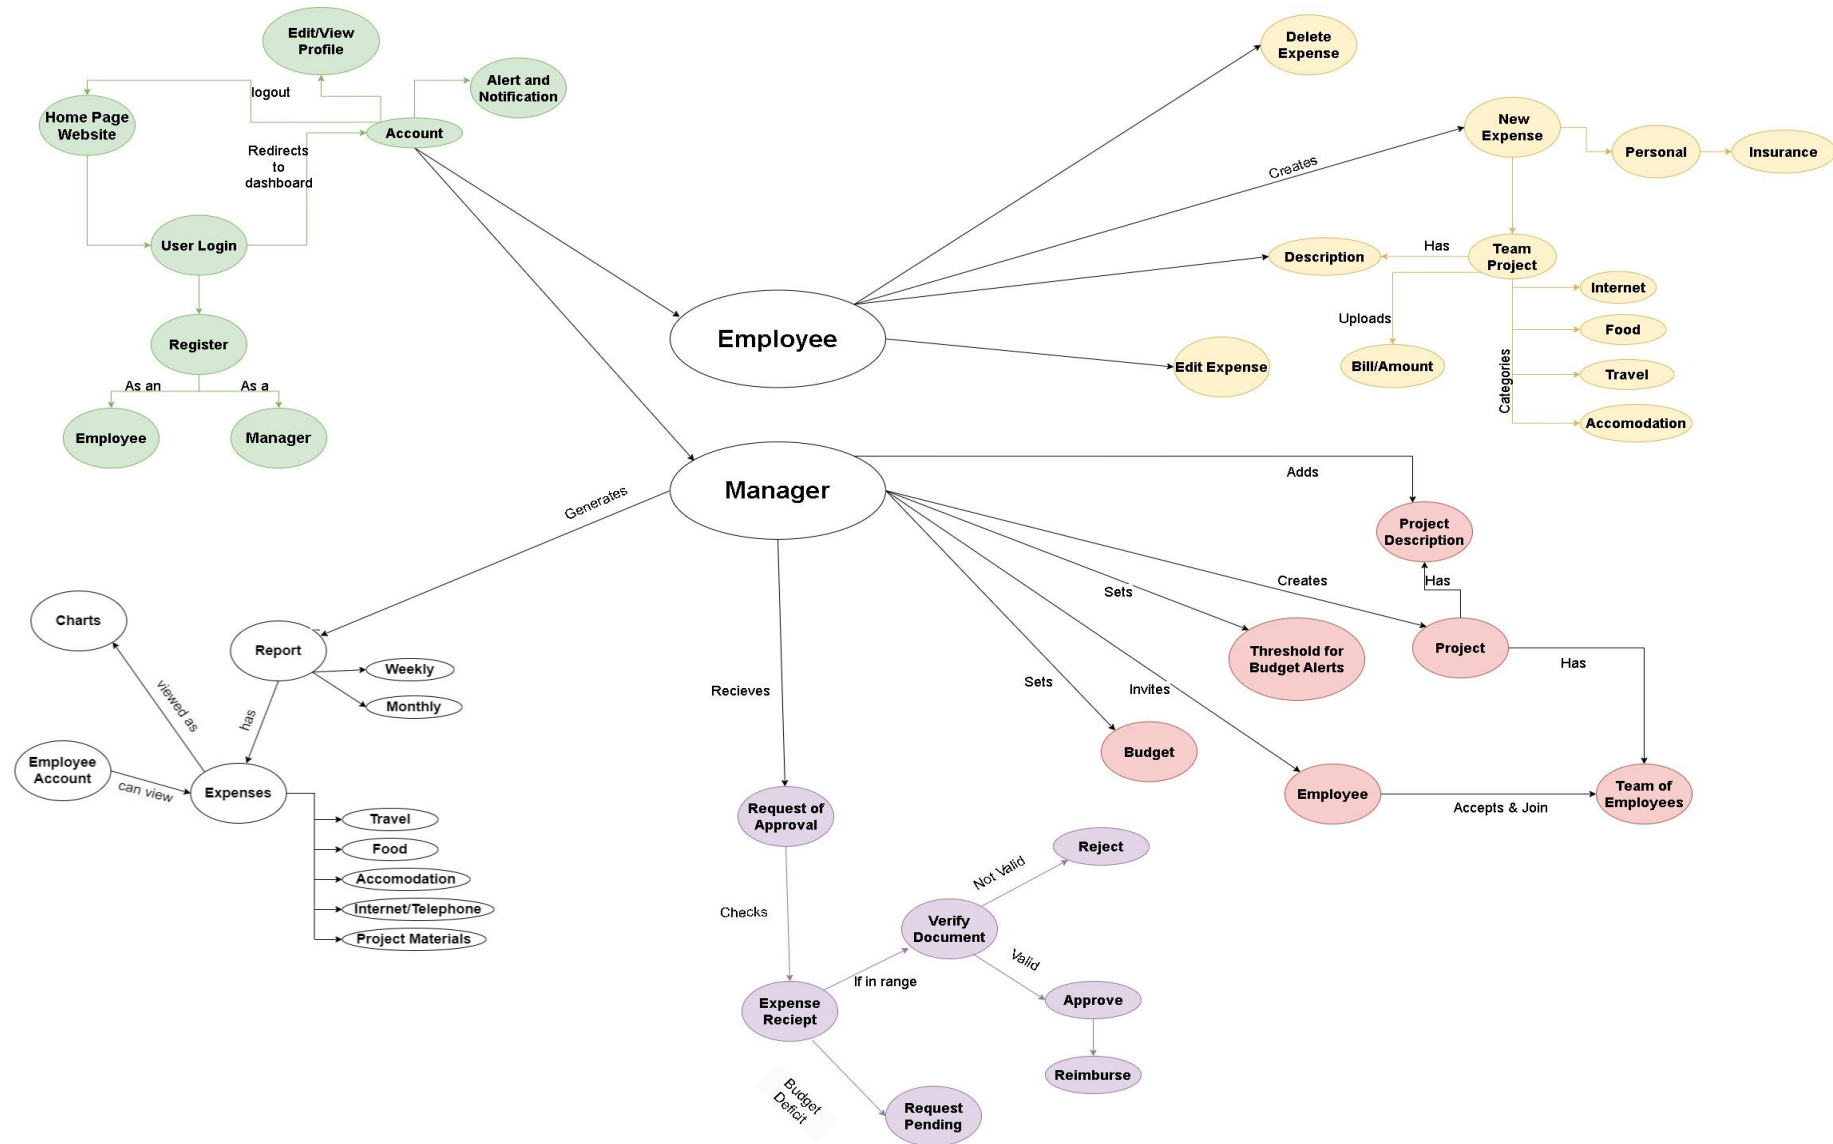 Edit/View
Profile
Delete
Expense
logout
Alert and
Notification
Home Page
Website
Account
New
Expense
Personal
Insurance
Creates
Redirects
to
dashboard
User Login
Description
Has
Team
Project
Internet
Uploads
Food
Employee
Register
Edit Expense
Bill/Amount
Categories
Travel
As an
As a
Accomodation
Employee
Manager
Adds
Manager
Generates
Project
Description
Has
Creates
Sets
Charts
Report
Threshold for
Budget Alerts
Project
Has
Weekly
Monthly
Recieves
Sets
Invites
viewed as
has
Budget
Employee
Account
can view
Expenses
Employee
Accepts & Join
Team of
Employees
Request of
Approval
Travel
Food
Accomodation
Internet/Telephone
Project Materials
Reject
Not Valid
Checks
Verify
Document
Valid
If in range
Expense
Reciept
Approve
Reimburse
Budget
Deficit
Request
Pending